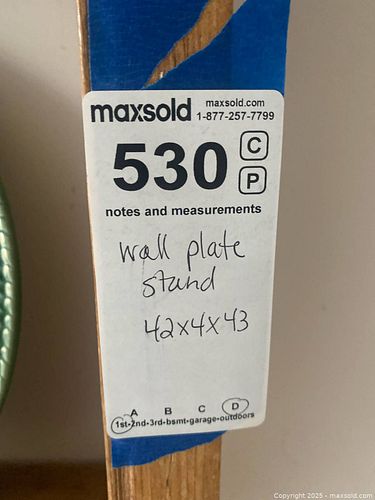 maxsold maxsold.com
1-877-257-7799
530 C
P
notes and measurements
wall plate
stand
42x4x43
A B C D
1st-2nd-3rd-bsmt-garage-outdoors
Copyright 2025 - maxsold.com